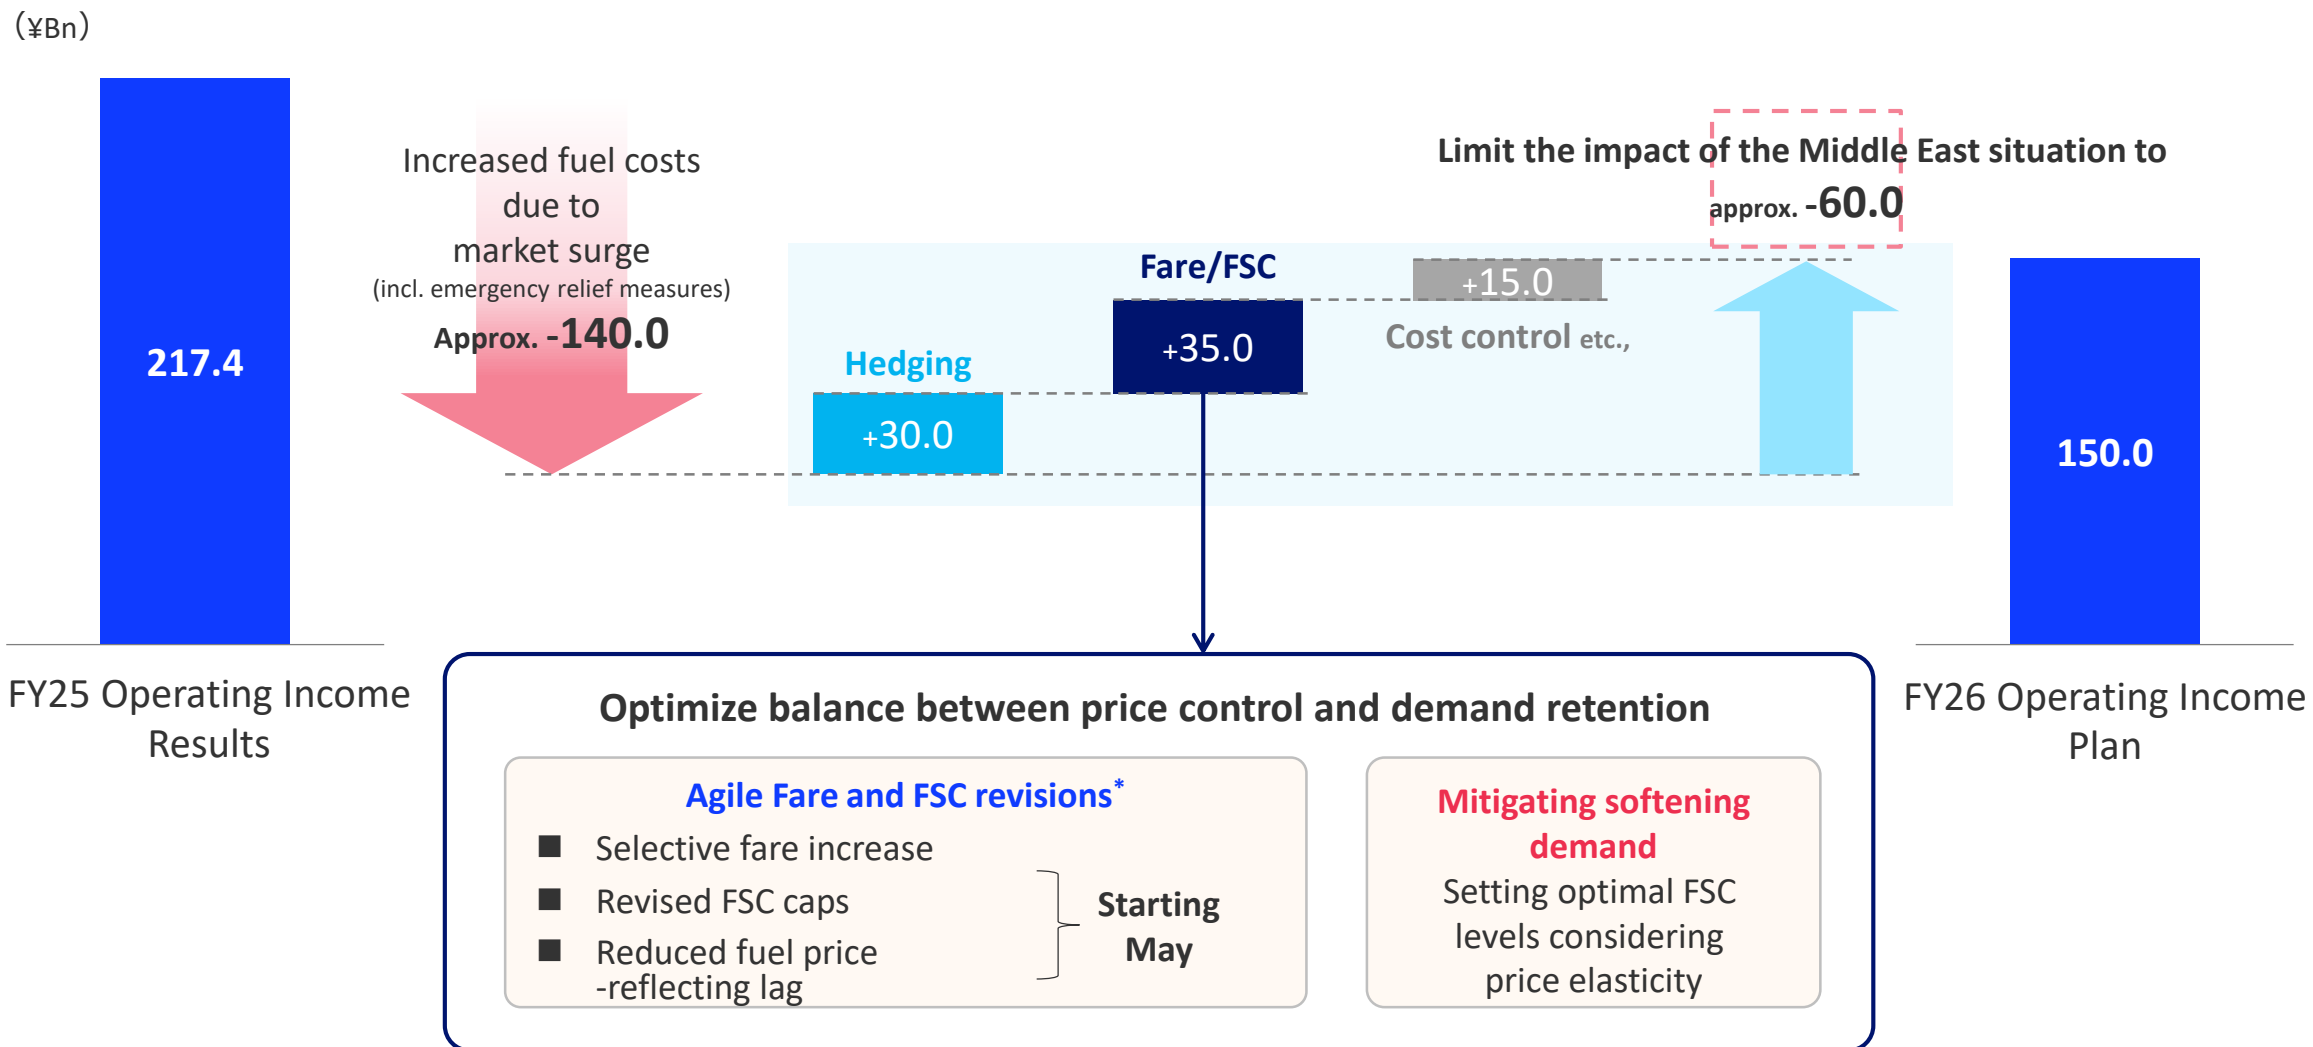 （¥Bn）
217.4
FY25 Operating Income
Results
Increased fuel costs
due to
market surge
(incl. emergency relief measures)
Approx. -140.0
Hedging
+30.0
Fare/FSC
+35.0
+15.0
Cost control etc.,
Limit the impact of the Middle East situation to
approx. -60.0
150.0
FY26 Operating Income
Plan
Optimize balance between price control and demand retention
Agile Fare and FSC revisions*
■ Selective fare increase
■ Revised FSC caps
■ Reduced fuel price
-reflecting lag
Starting
May
Mitigating softening
demand
Setting optimal FSC
levels considering
price elasticity